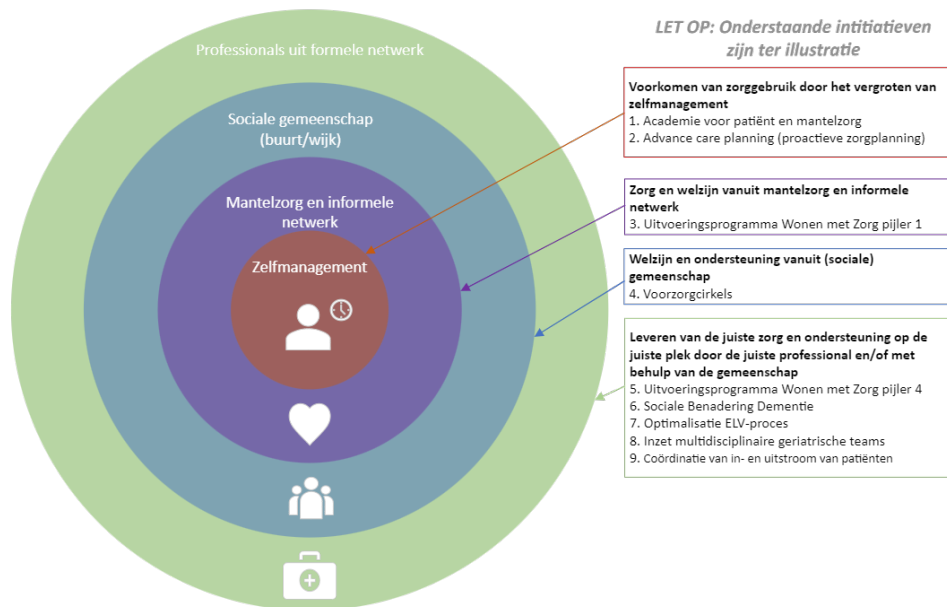 Professionals uit formele netwerk
Sociale gemeenschap
(buurt/wijk)
Mantelzorg en informele
netwerk
Zelfmanagement
LET OP: Onderstaande intitiatieven
zijn ter illustratie
Voorkomen van zorggebruik door het vergroten van
zelfmanagement
1. Academie voor patiënt en mantelzorg
2. Advance care planning (proactieve zorgplanning)
Zorg en welzijn vanuit mantelzorg en informele
netwerk
3. Uitvoeringsprogramma Wonen met Zorg pijler 1
Welzijn en ondersteuning vanuit (sociale)
gemeenschap
4. Voorzorgcirkels
Leveren van de juiste zorg en ondersteuning op de
juiste plek door de juiste professional en/of met
behulp van de gemeenschap
5. Uitvoeringsprogramma Wonen met Zorg pijler 4
6. Sociale Benadering Dementie
7. Optimalisatie ELV-proces
8. Inzet multidisciplinaire geriatrische teams
9. Coördinatie van in- en uitstroom van patiënten